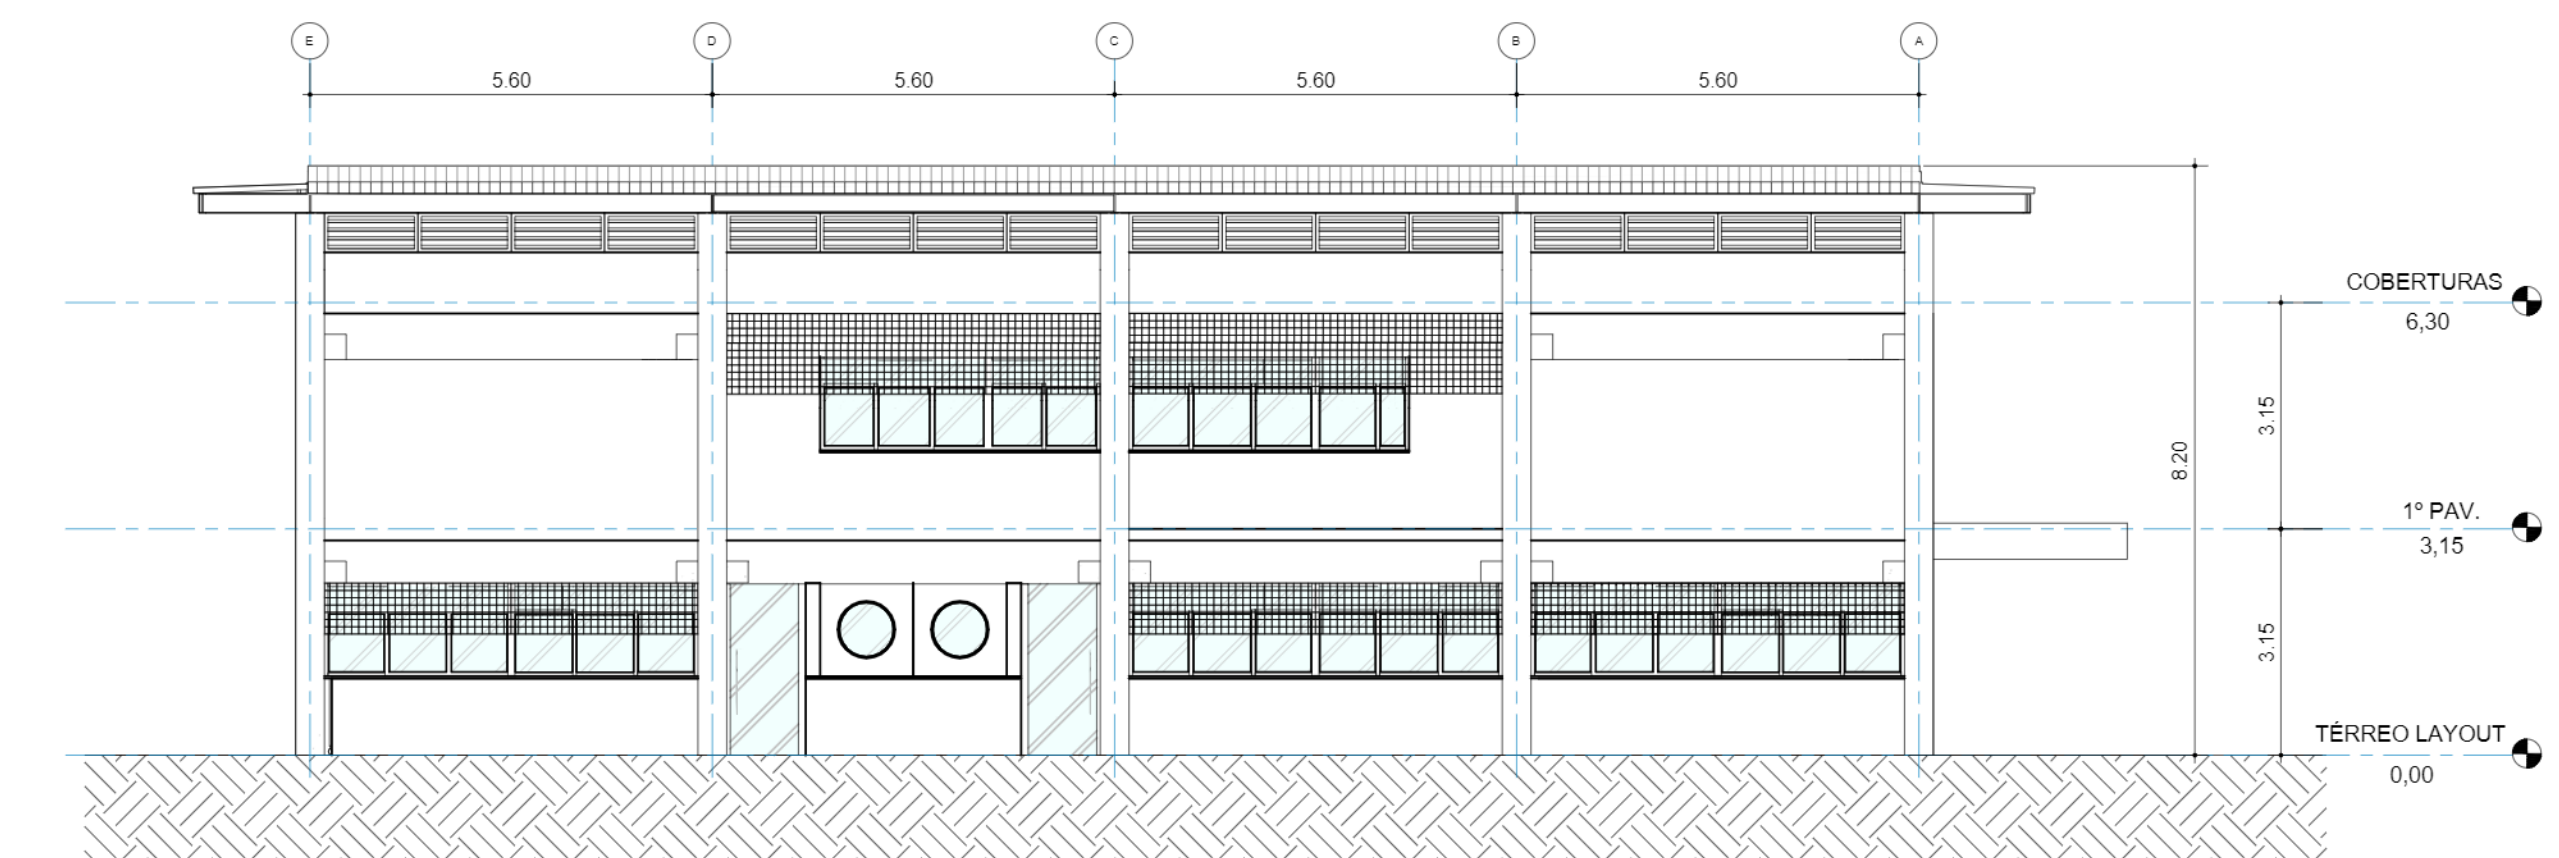 E D C B A
5.60 5.60 5.60 5.60
COBERTURAS
6,30
3.15
8.20
1º PAV.
3,15
3.15
TÉRREO LAYOUT
0,00